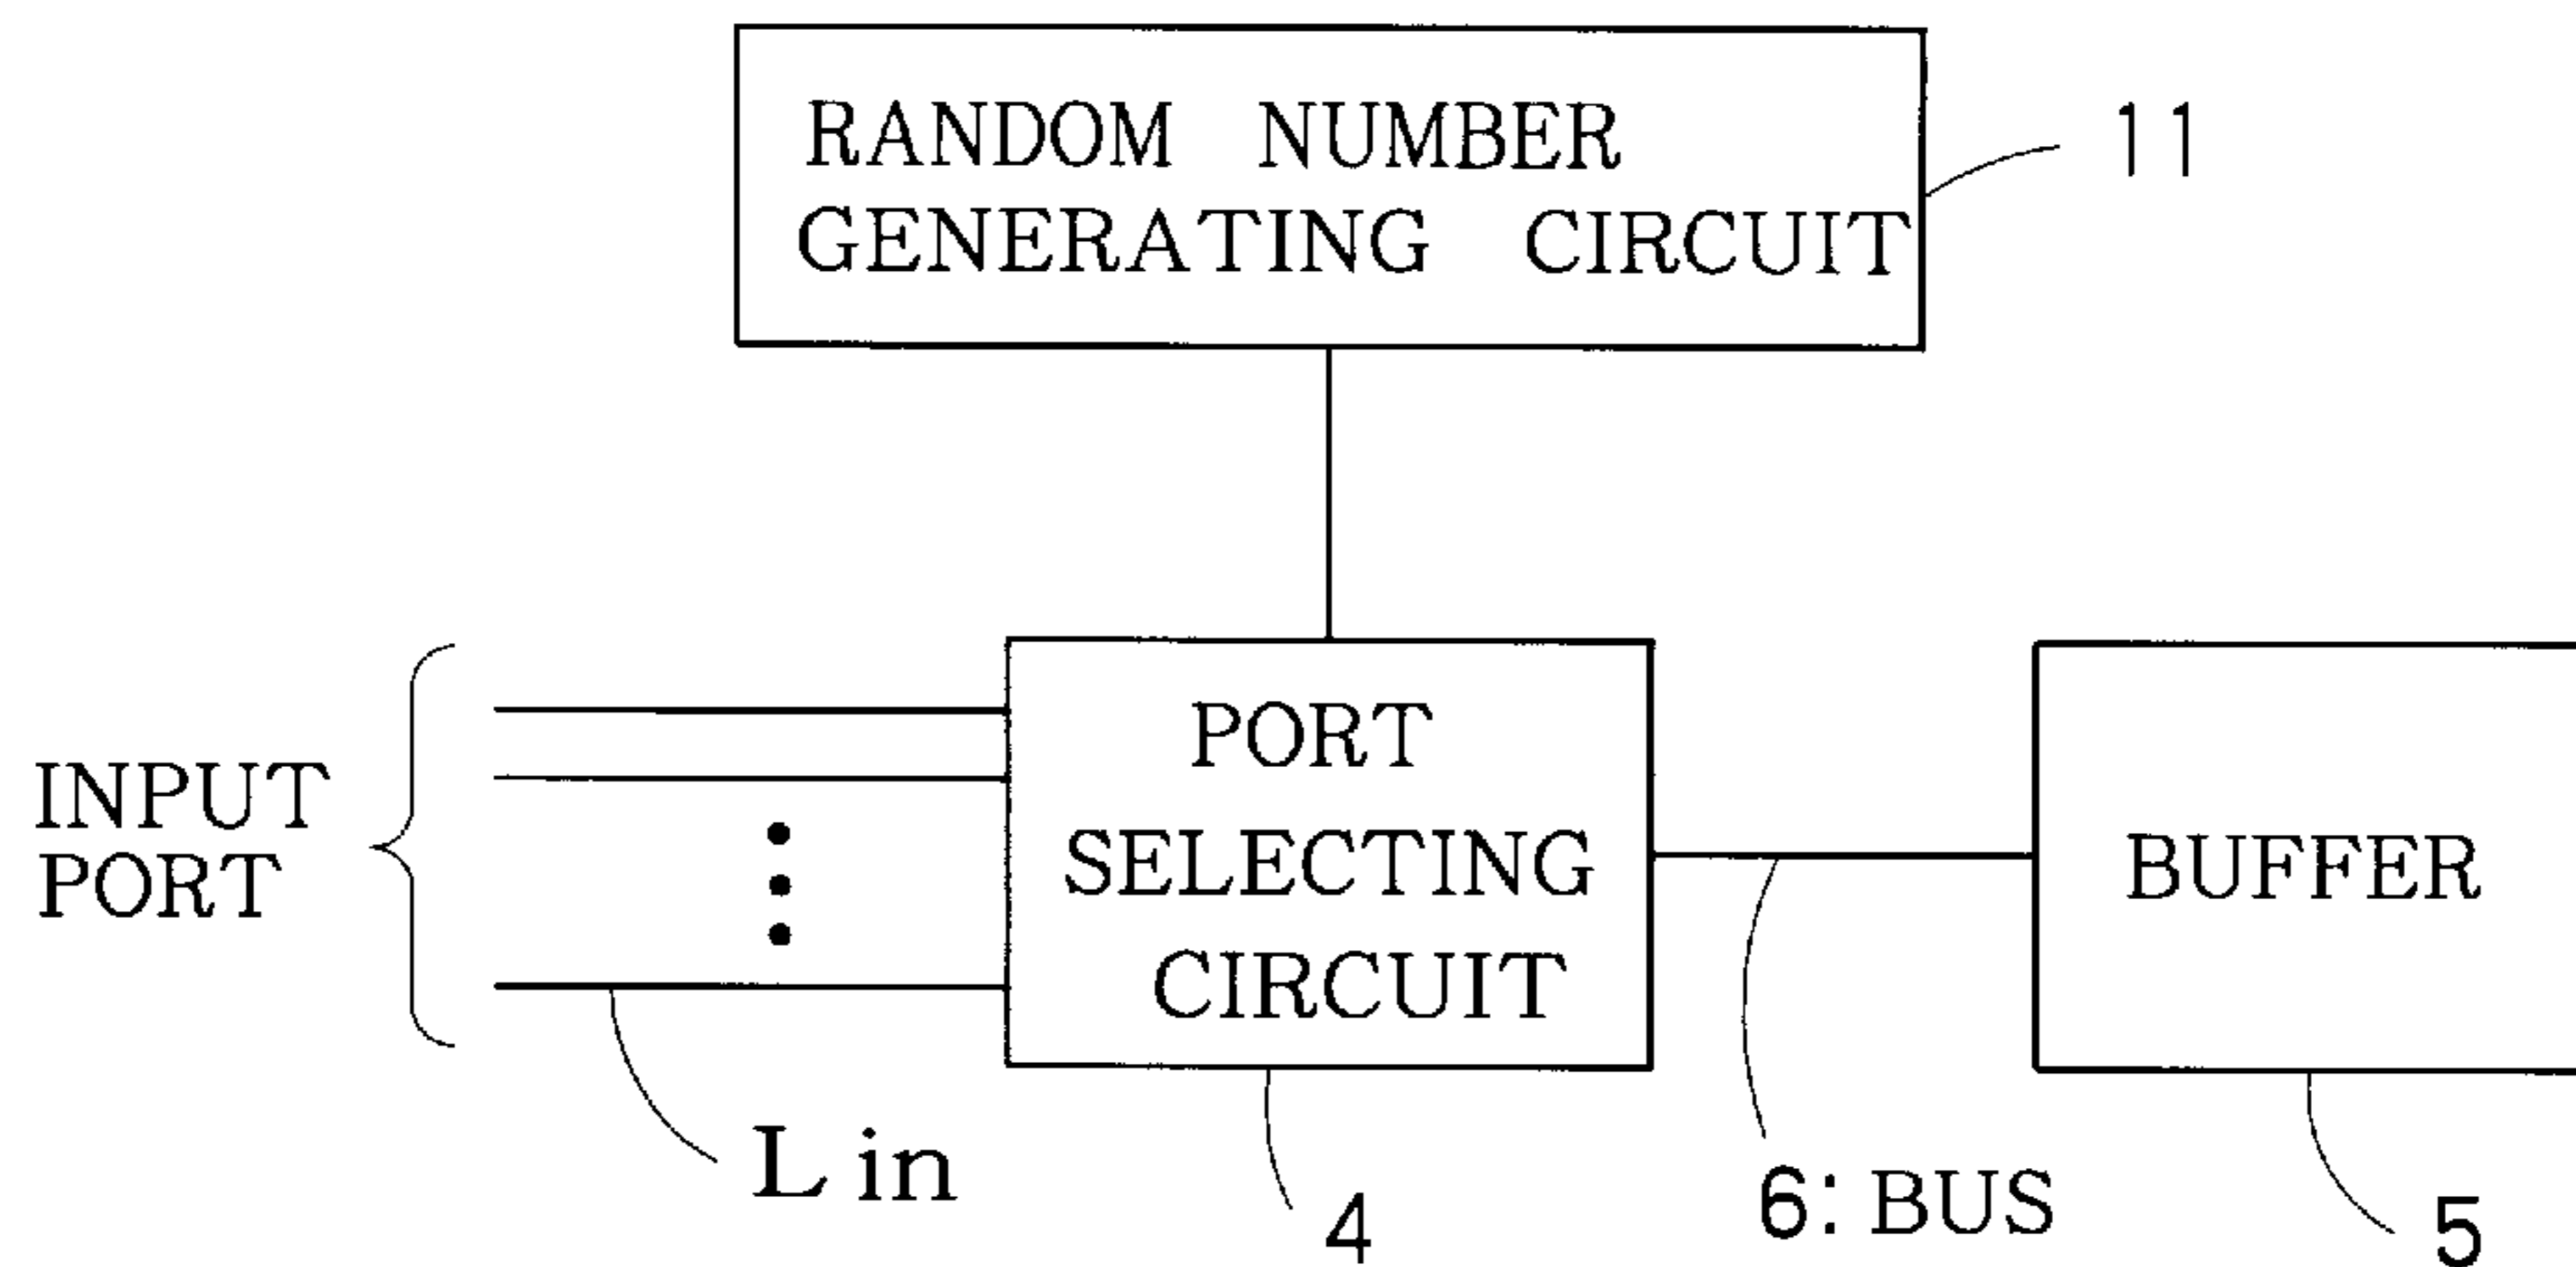 RANDOM NUMBER
GENERATING CIRCUIT
11
INPUT
PORT
PORT
SELECTING
CIRCUIT
BUFFER
L in
4
6: BUS
5